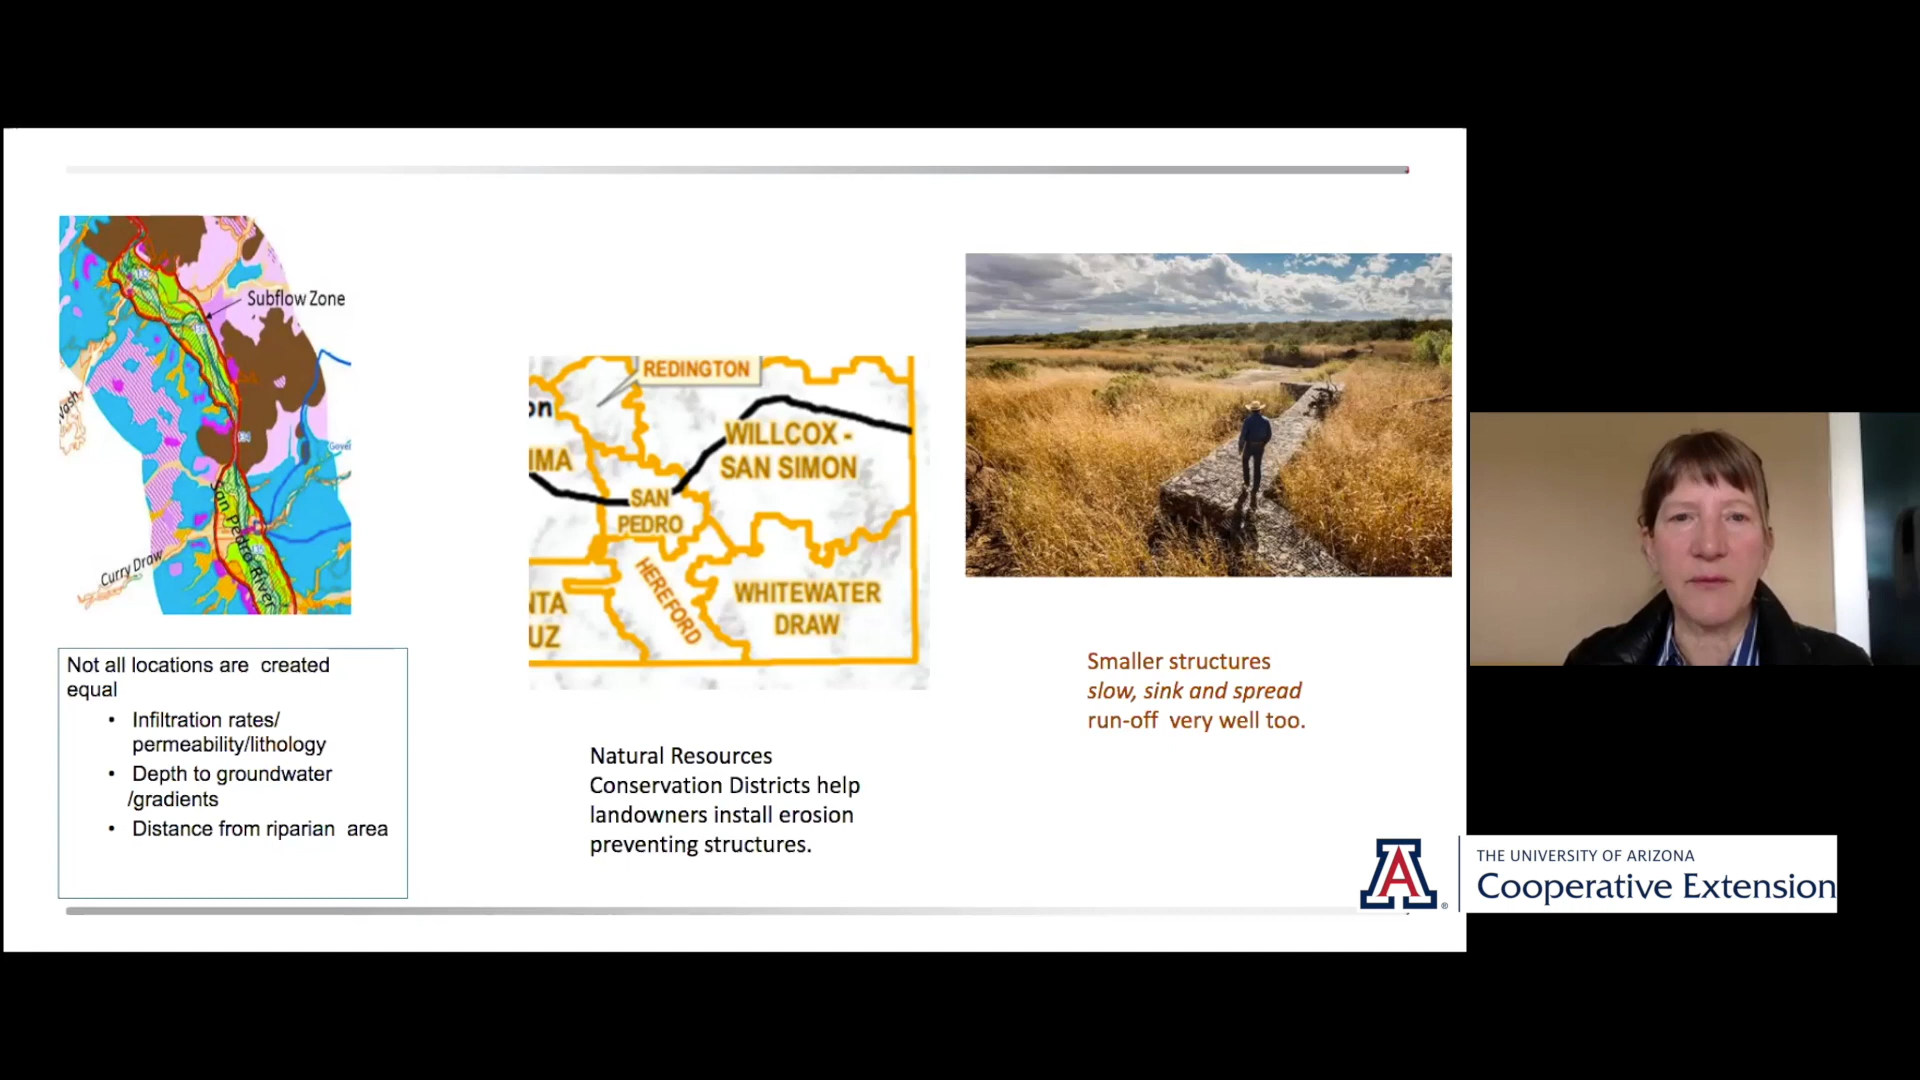 Subflow Zone
Wash
Gover
Curry Draw
San Pedro River
Not all locations are created
equal
• Infiltration rates/
permeability/lithology
• Depth to groundwater
/gradients
• Distance from riparian area
REDINGTON
on
WILLCOX -
SAN SIMON
IMA
SAN
PEDRO
HEREFORD
WHITEWATER
DRAW
NTA
UZ
Natural Resources
Conservation Districts help
landowners install erosion
preventing structures.
Smaller structures
slow, sink and spread
run-off very well too.
A
®
THE UNIVERSITY OF ARIZONA
Cooperative Extension